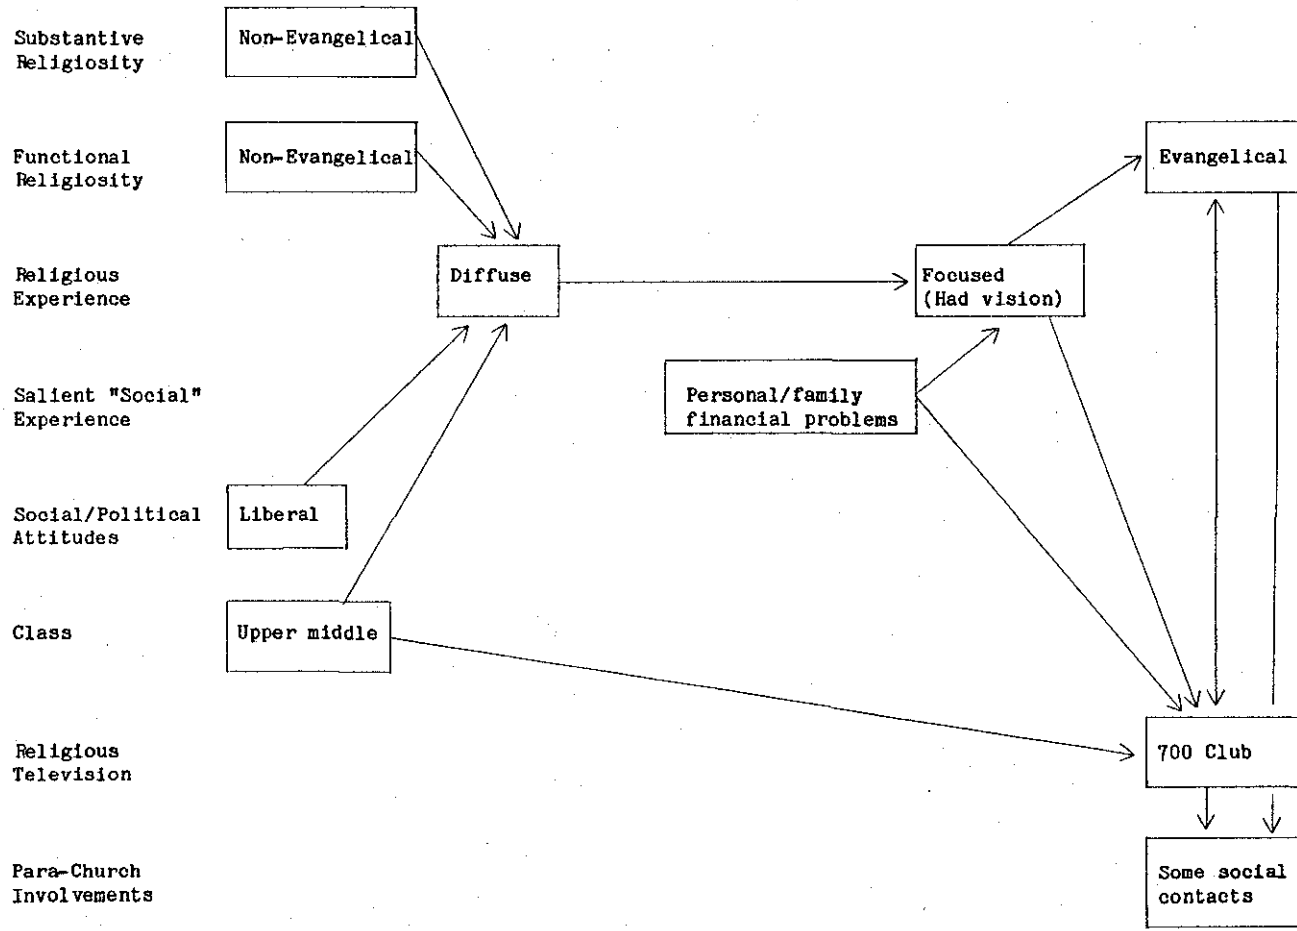 Substantive
Religiosity
Non-Evangelical
Functional
Religiosity
Non-Evangelical
Evangelical
Religious
Experience
Diffuse
Focused
(Had vision)
Salient "Social"
Experience
Personal/family
financial problems
Social/Political
Attitudes
Liberal
Class
Upper middle
Religious
Television
700 Club
Para-Church
Involvements
Some social
contacts